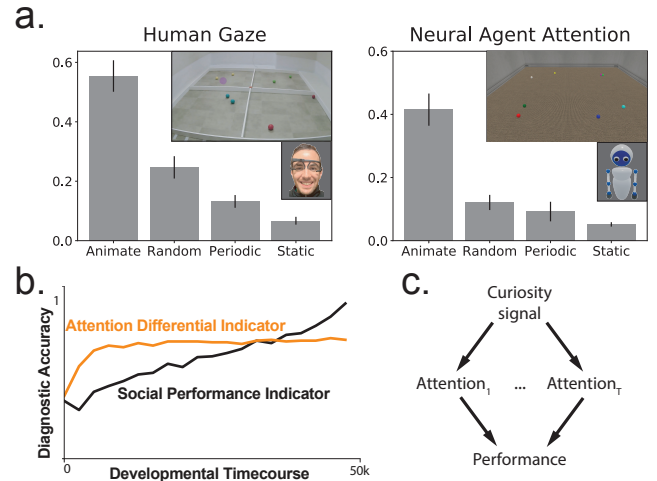 a.
Human Gaze
0.6
0.4
0.2
0.0
Animate Random Periodic Static
Neural Agent Attention
0.6
0.4
0.2
0.0
Animate Random Periodic Static
b.
Diagnostic Accuracy
1
Attention Differential Indicator
Social Performance Indicator
0
50k
Developmental Timecourse
c.
Curiosity
signal
Attention₁ ... Attention_T
Performance